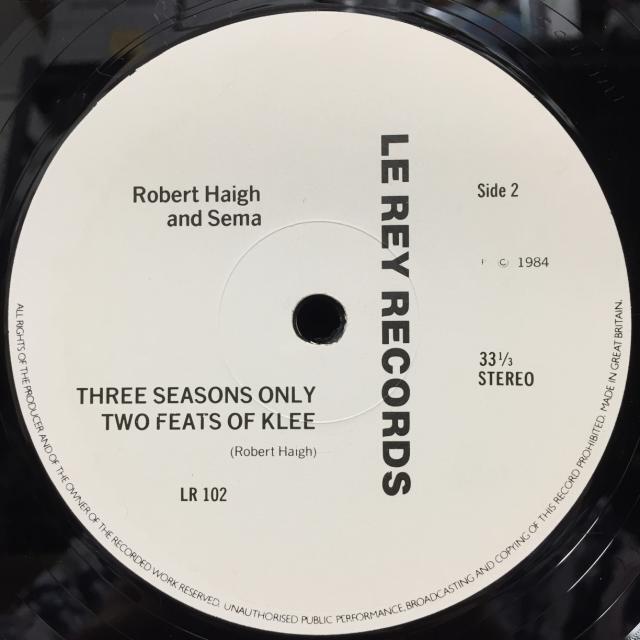 Robert Haigh
and Sema
LE REY RECORDS
Side 2
© 1984
33⅓
STEREO
THREE SEASONS ONLY
TWO FEATS OF KLEE
(Robert Haigh)
LR 102
ALL RIGHTS OF THE PRODUCER AND OF THE OWNER OF THE RECORDED WORK RESERVED. UNAUTHORISED PUBLIC PERFORMANCE, BROADCASTING AND COPYING OF THIS RECORD PROHIBITED. MADE IN GREAT BRITAIN.